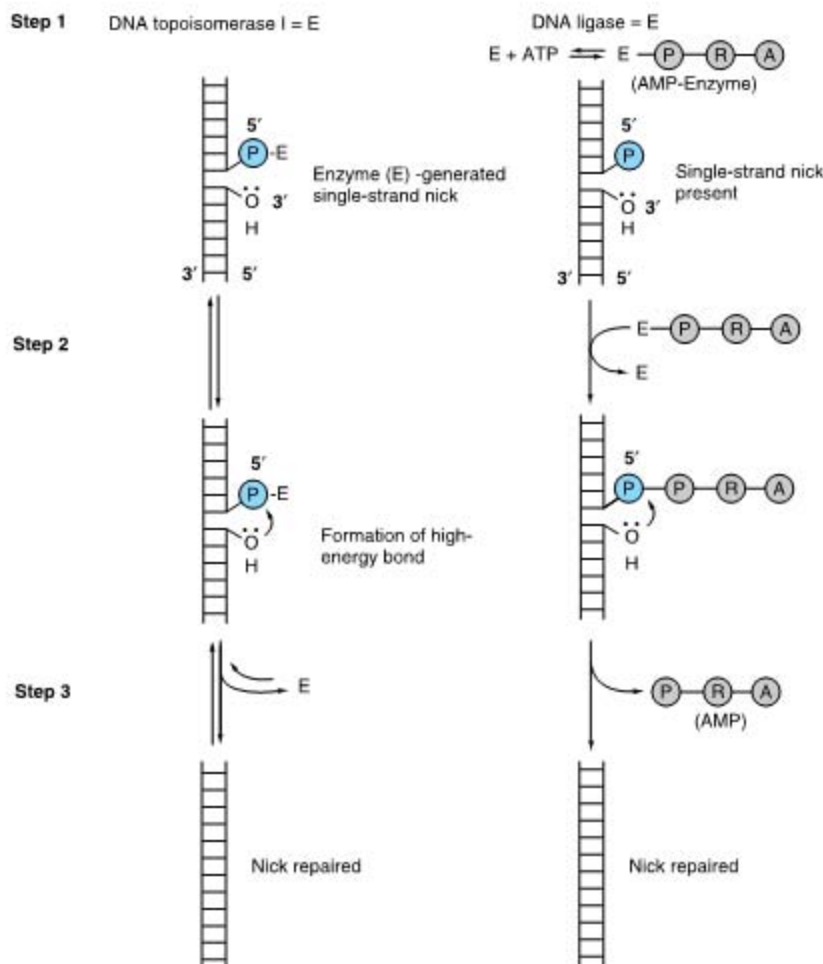 Step 1
DNA topoisomerase I = E
DNA ligase = E
E + ATP ⇌ E P R A
(AMP-Enzyme)
5′
P -E
Enzyme (E) -generated
single-strand nick
O 3′
H
3′ 5′
5′
P
Single-strand nick
present
O 3′
H
3′ 5′
Step 2
E P R A
E
5′
P -E
O
H
Formation of high-
energy bond
5′
P P R A
O
H
Step 3
E
P R A
(AMP)
Nick repaired
Nick repaired